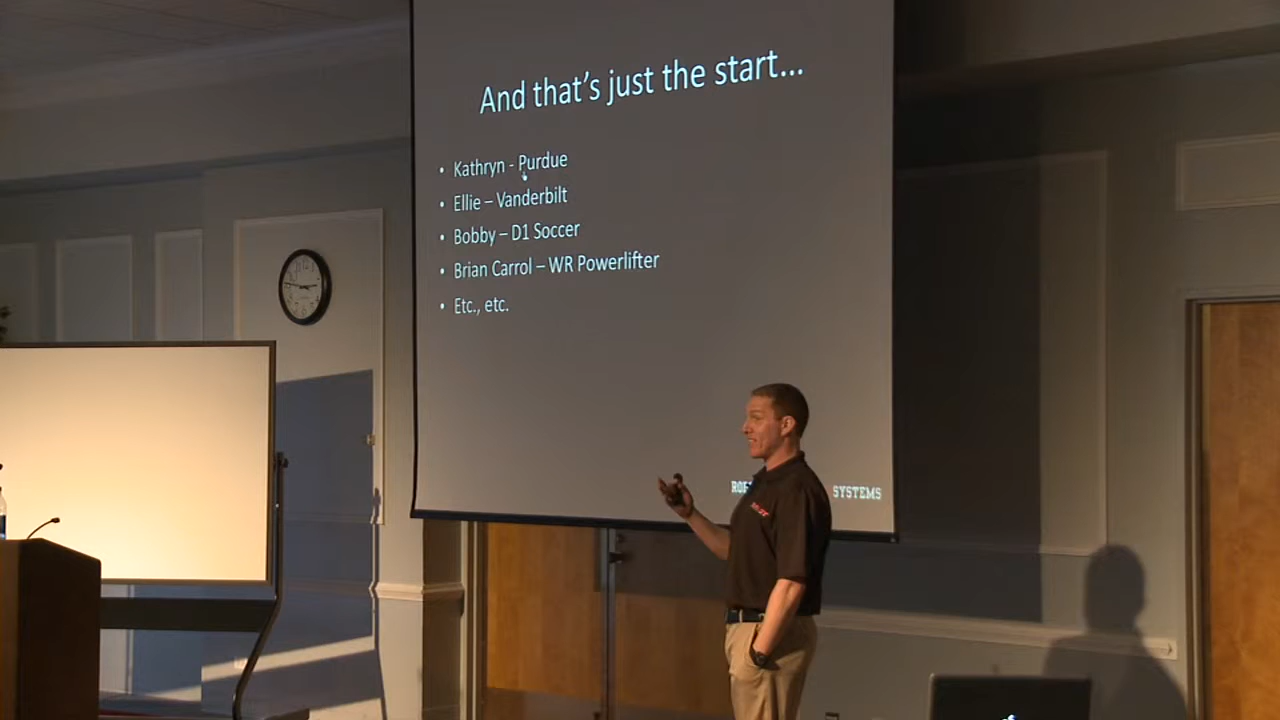 And that's just the start...
• Kathryn - Purdue
• Ellie – Vanderbilt
• Bobby – D1 Soccer
• Brian Carrol – WR Powerlifter
• Etc., etc.
SYSTEMS